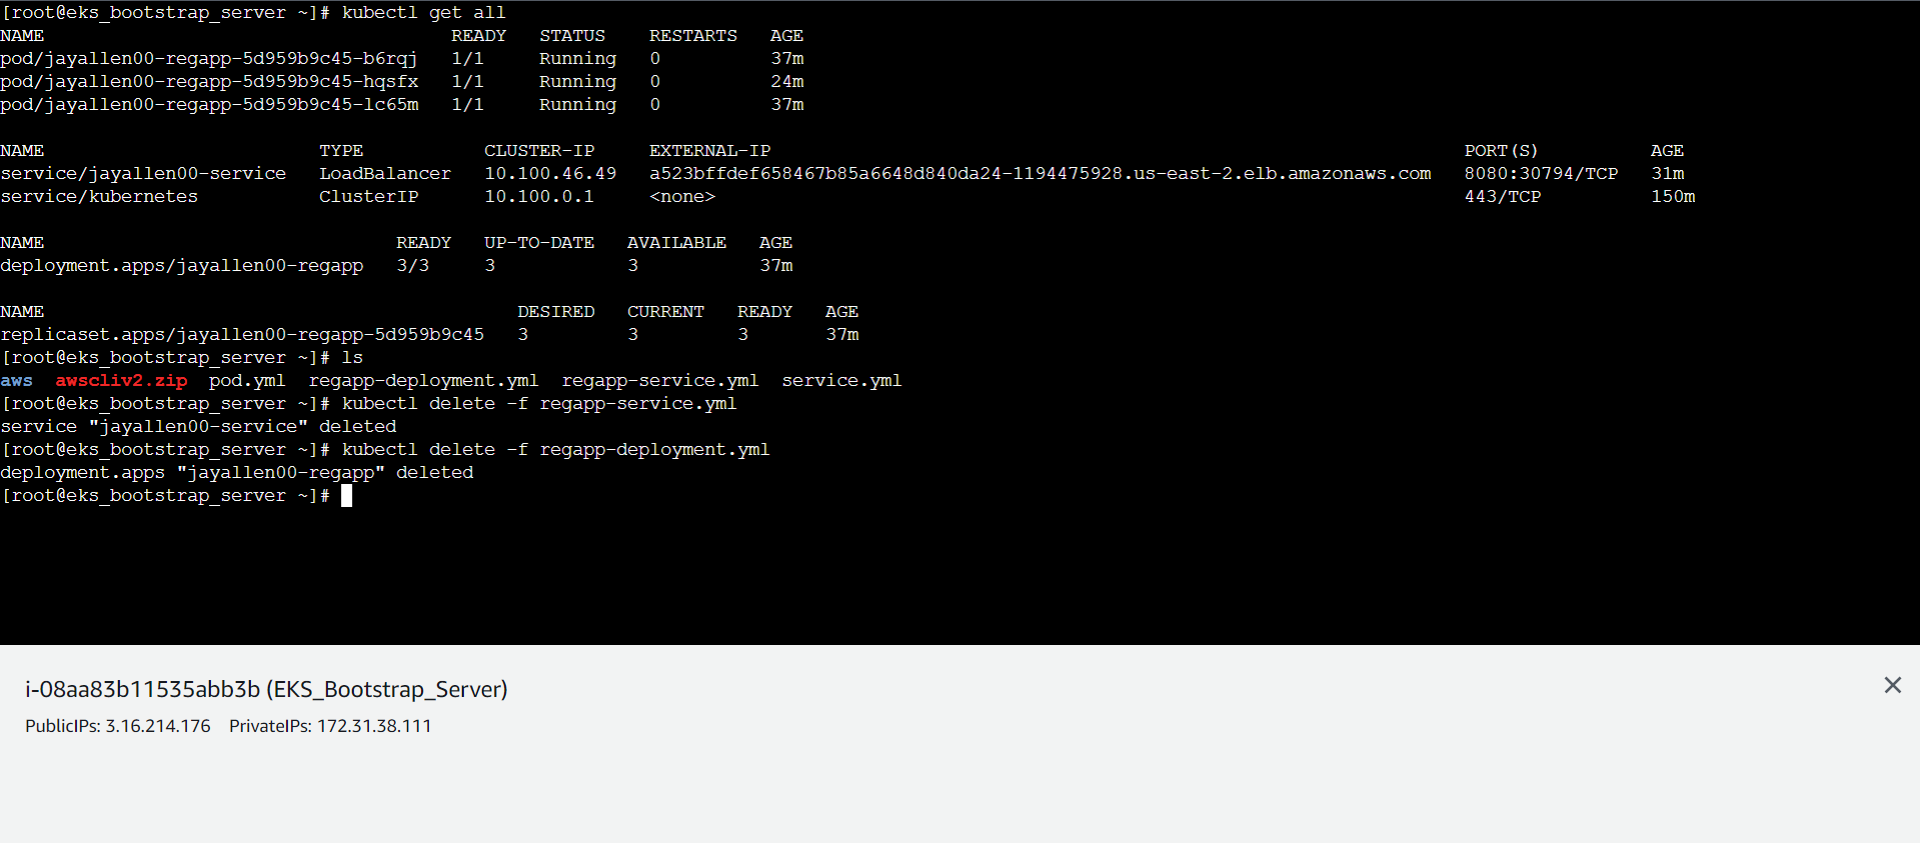 [root@eks_bootstrap_server ~]# kubectl get all
NAME READY STATUS RESTARTS AGE
pod/jayallen00-regapp-5d959b9c45-b6rqj 1/1 Running 0 37m
pod/jayallen00-regapp-5d959b9c45-hqsfx 1/1 Running 0 24m
pod/jayallen00-regapp-5d959b9c45-lc65m 1/1 Running 0 37m
NAME TYPE CLUSTER-IP EXTERNAL-IP PORT(S) AGE
service/jayallen00-service LoadBalancer 10.100.46.49 a523bffdef658467b85a6648d840da24-1194475928.us-east-2.elb.amazonaws.com 8080:30794/TCP 31m
service/kubernetes ClusterIP 10.100.0.1 <none> 443/TCP 150m
NAME READY UP-TO-DATE AVAILABLE AGE
deployment.apps/jayallen00-regapp 3/3 3 3 37m
NAME DESIRED CURRENT READY AGE
replicaset.apps/jayallen00-regapp-5d959b9c45 3 3 3 37m
[root@eks_bootstrap_server ~]# ls
aws awscliv2.zip pod.yml regapp-deployment.yml regapp-service.yml service.yml
[root@eks_bootstrap_server ~]# kubectl delete -f regapp-service.yml
service "jayallen00-service" deleted
[root@eks_bootstrap_server ~]# kubectl delete -f regapp-deployment.yml
deployment.apps "jayallen00-regapp" deleted
[root@eks_bootstrap_server ~]#
i-08aa83b11535abb3b (EKS_Bootstrap_Server)
PublicIPs: 3.16.214.176 PrivateIPs: 172.31.38.111